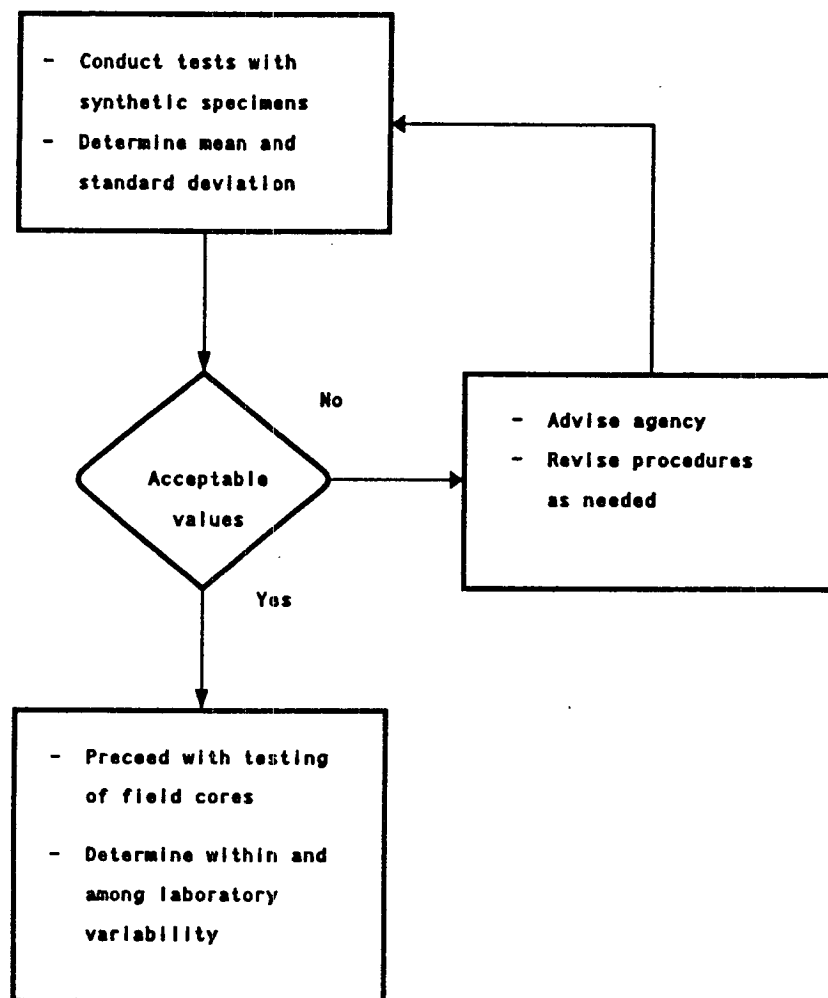 - Conduct tests with
synthetic specimens
- Determine mean and
standard deviation
No
Acceptable
values
- Advise agency
- Revise procedures
as needed
Yes
- Preceed with testing
of field cores
- Determine within and
among laboratory
variability